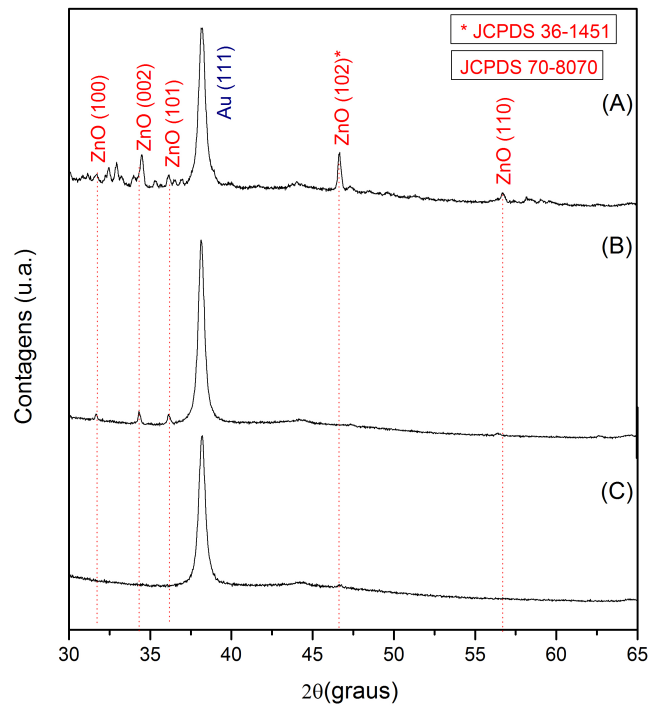 * JCPDS 36-1451
JCPDS 70-8070
ZnO (100)
ZnO (002)
ZnO (101)
Au (111)
ZnO (102)*
ZnO (110)
(A)
(B)
(C)
Contagens (u.a.)
30 35 40 45 50 55 60 65
2θ(graus)